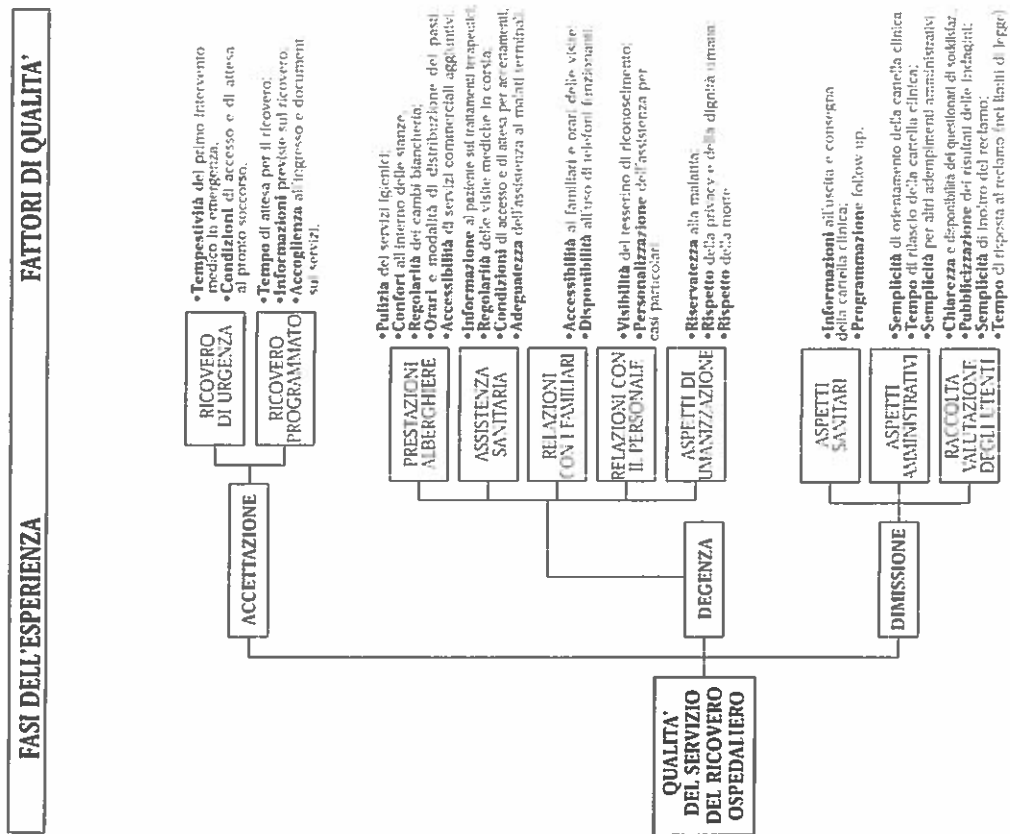 FASI DELL'ESPERIENZA
FATTORI DI QUALITA'
QUALITA'
DEL SERVIZIO
DEL RICOVERO
OSPEDALIERO
ACCETTAZIONE
RICOVERO
DI URGENZA
•Tempestività del primo intervento
medico in emergenza.
•Condizioni di accesso e di attesa
al pronto soccorso.
RICOVERO
PROGRAMMATO
•Tempo di attesa per il ricovero;
•Informazioni previste sul ricovero;
•Accoglienza all'ingresso e document
sui servizi.
DEGENZA
PRESTAZIONI
ALBERGHIERE
•Pulizia dei servizi igienici;
•Confort all'interno delle stanze,
•Regolarità dei cambi biancheria;
•Orari e modalità di distribuzione dei pasti;
•Accessibilità di servizi commerciali aggiuntivi.
ASSISTENZA
SANITARIA
•Informazione al paziente sui trattamenti terapeutici,
•Regolarità delle visite mediche in corsia;
•Condizioni di accesso e di attesa per accertamenti,
•Adeguatezza dell'assistenza ai malati terminali.
RELAZIONI
CON I FAMILIARI
•Accessibilità ai familiari e orari delle visite;
•Disponibilità all'uso di telefoni funzionanti.
RELAZIONI CON
IL PERSONALE
•Visibilità del tesserino di riconoscimento;
•Personalizzazione dell'assistenza per
casi particolari
ASPETTI DI
UMANIZZAZIONE
•Riservatezza alla malattia;
•Rispetto della privacy e della dignità umana;
•Rispetto della morte
DIMISSIONE
ASPETTI
SANITARI
•Informazioni all'uscita e consegna
della cartella clinica;
•Programmazione follow up.
ASPETTI
AMMINISTRATIVI
•Semplicità di orientamento della cartella clinica
•Tempo di rilascio della cartella clinica;
•Semplicità per altri adempimenti amministrativi
RACCOLTA
VALUTAZIONE
DEGLI UTENTI
•Chiarezza e disponibilità dei questionari di soddisfaz.
•Pubblicizzazione dei risultati delle indagini;
•Semplicità di inoltro del reclamo;
•Tempo di risposta al reclamo (nei limiti di legge)